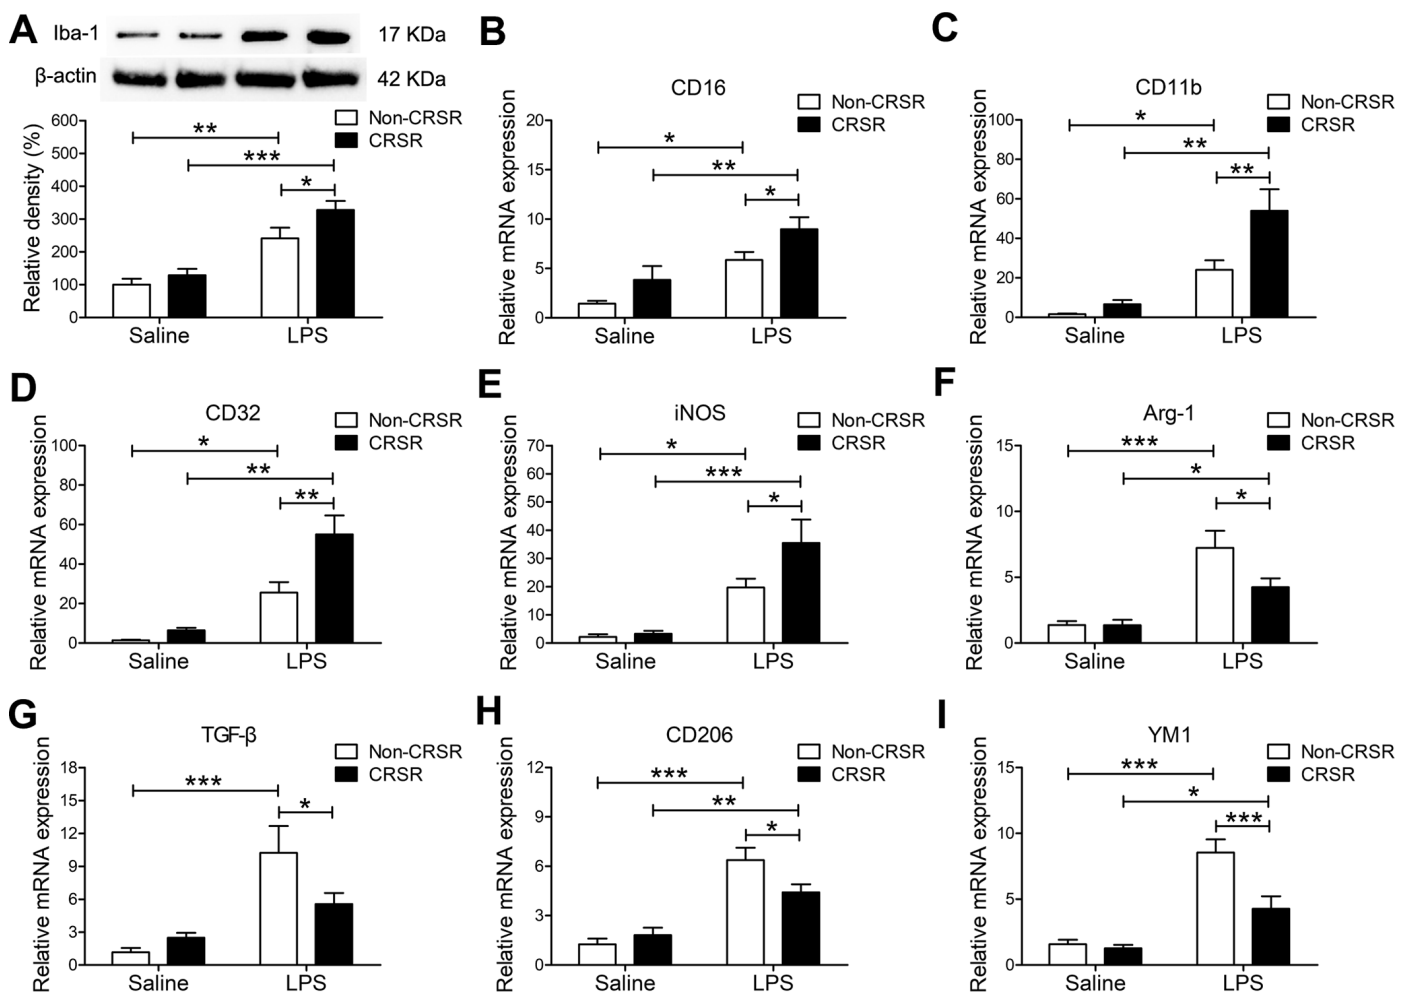 A
Iba-1
17 KDa
β-actin
42 KDa
Non-CRSR
CRSR
Relative density (%)
600
500
400
300
200
100
0
**
***
*
Saline
LPS
B
CD16
Non-CRSR
CRSR
Relative mRNA expression
20
15
10
5
0
*
**
*
Saline
LPS
C
CD11b
Non-CRSR
CRSR
Relative mRNA expression
100
80
60
40
20
0
*
**
**
Saline
LPS
D
CD32
Non-CRSR
CRSR
Relative mRNA expression
100
80
60
40
20
0
*
**
**
Saline
LPS
E
iNOS
Non-CRSR
CRSR
Relative mRNA expression
70
60
50
40
30
20
10
0
*
***
*
Saline
LPS
F
Arg-1
Non-CRSR
CRSR
Relative mRNA expression
15
10
5
0
***
*
*
Saline
LPS
G
TGF-β
Non-CRSR
CRSR
Relative mRNA expression
18
15
12
9
6
3
0
***
*
Saline
LPS
H
CD206
Non-CRSR
CRSR
Relative mRNA expression
12
9
6
3
0
***
**
*
Saline
LPS
I
YM1
Non-CRSR
CRSR
Relative mRNA expression
15
10
5
0
***
*
***
Saline
LPS